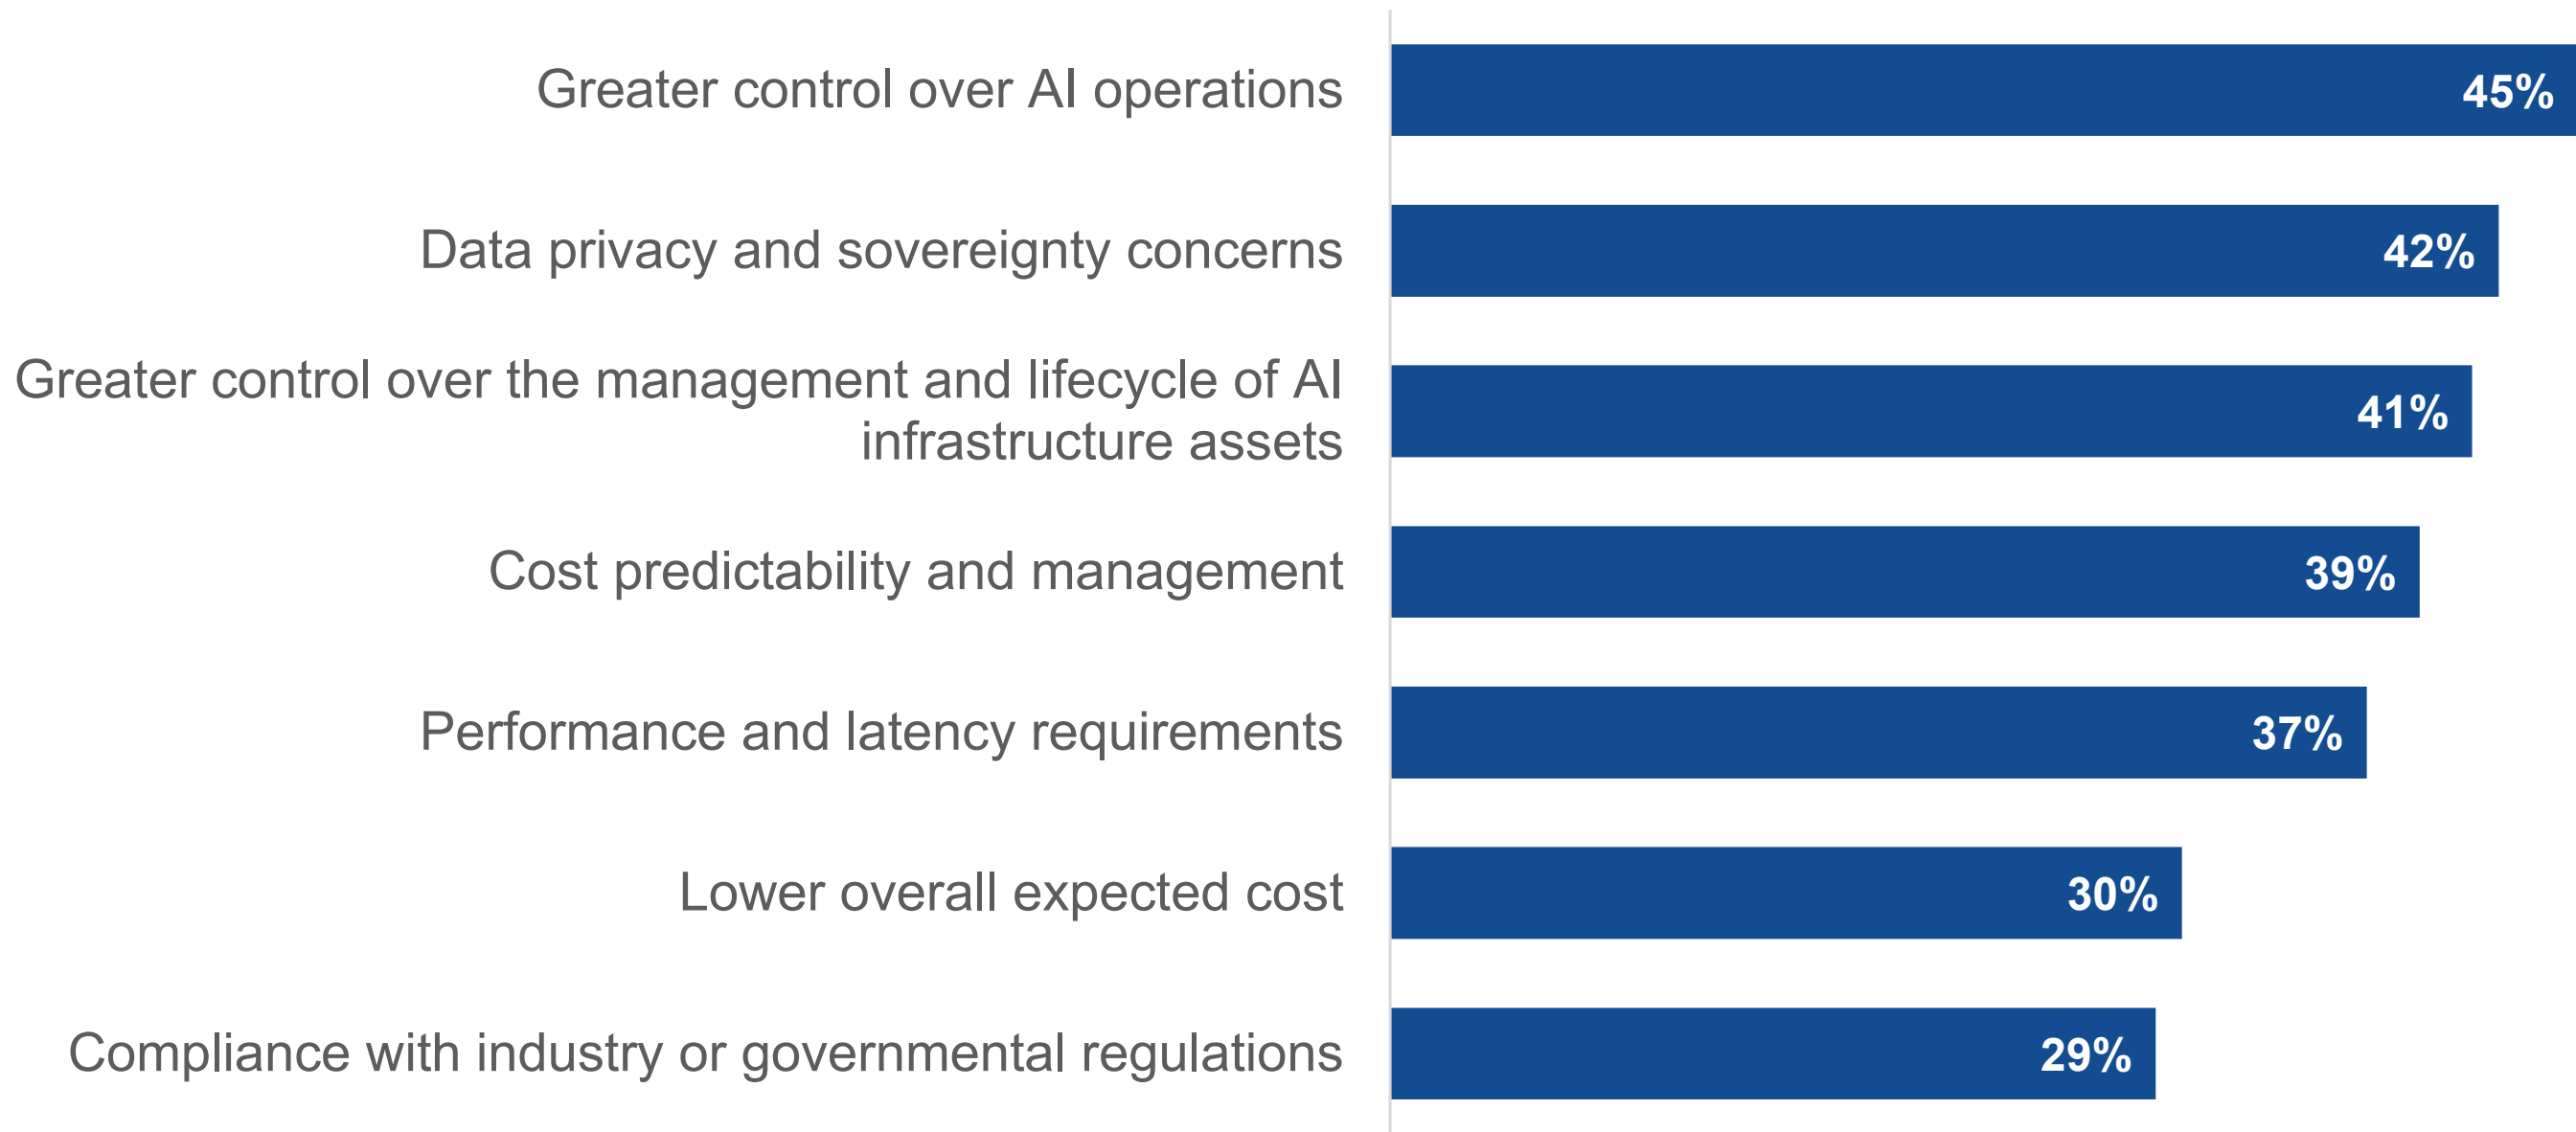 Greater control over AI operations 45%
Data privacy and sovereignty concerns 42%
Greater control over the management and lifecycle of AI
infrastructure assets 41%
Cost predictability and management 39%
Performance and latency requirements 37%
Lower overall expected cost 30%
Compliance with industry or governmental regulations 29%